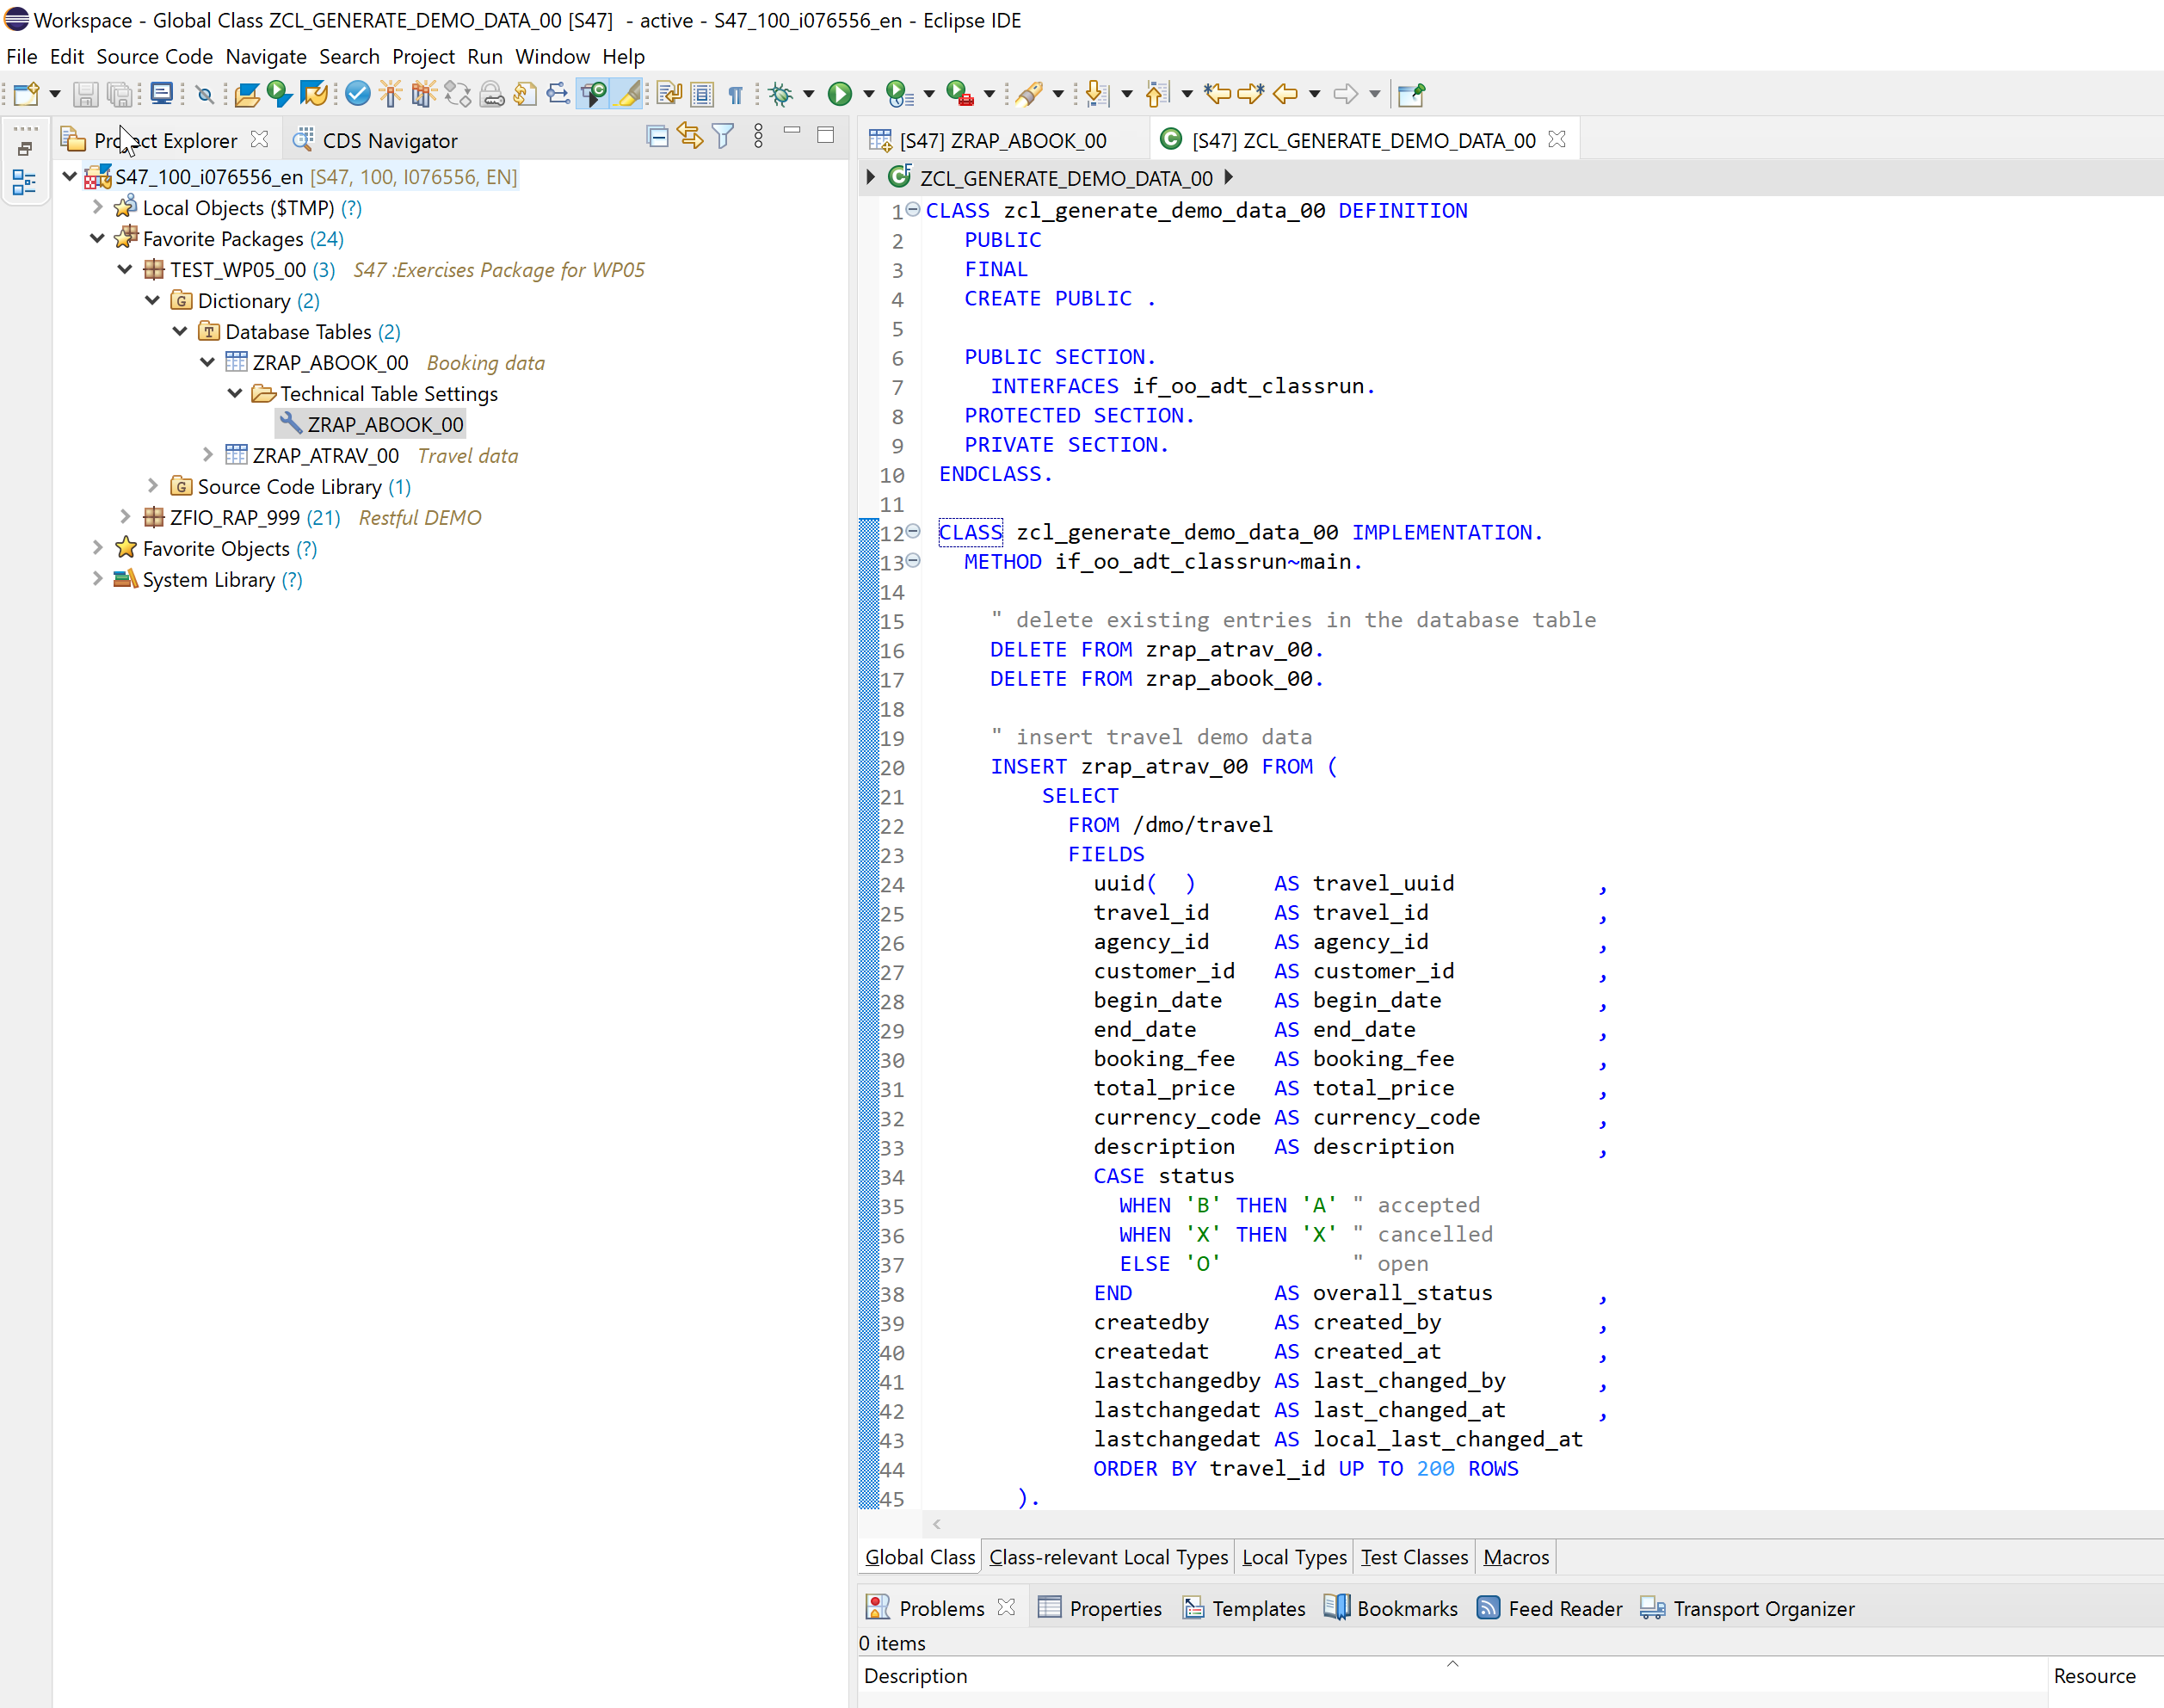 Workspace - Global Class ZCL_GENERATE_DEMO_DATA_00 [S47]  - active - S47_100_i076556_en - Eclipse IDE
File Edit Source Code Navigate Search Project Run Window Help
Project Explorer CDS Navigator
S47_100_i076556_en [S47, 100, I076556, EN]
Local Objects ($TMP) (?)
Favorite Packages (24)
TEST_WP05_00 (3) S47 :Exercises Package for WP05
Dictionary (2)
Database Tables (2)
ZRAP_ABOOK_00 Booking data
Technical Table Settings
ZRAP_ABOOK_00
ZRAP_ATRAV_00 Travel data
Source Code Library (1)
ZFIO_RAP_999 (21) Restful DEMO
Favorite Objects (?)
System Library (?)
[S47] ZRAP_ABOOK_00 [S47] ZCL_GENERATE_DEMO_DATA_00
ZCL_GENERATE_DEMO_DATA_00
1 CLASS zcl_generate_demo_data_00 DEFINITION
2 PUBLIC
3 FINAL
4 CREATE PUBLIC .
5
6 PUBLIC SECTION.
7 INTERFACES if_oo_adt_classrun.
8 PROTECTED SECTION.
9 PRIVATE SECTION.
10 ENDCLASS.
11
12 CLASS zcl_generate_demo_data_00 IMPLEMENTATION.
13 METHOD if_oo_adt_classrun~main.
14
15 " delete existing entries in the database table
16 DELETE FROM zrap_atrav_00.
17 DELETE FROM zrap_abook_00.
18
19 " insert travel demo data
20 INSERT zrap_atrav_00 FROM (
21 SELECT
22 FROM /dmo/travel
23 FIELDS
24 uuid(  ) AS travel_uuid ,
25 travel_id AS travel_id ,
26 agency_id AS agency_id ,
27 customer_id AS customer_id ,
28 begin_date AS begin_date ,
29 end_date AS end_date ,
30 booking_fee AS booking_fee ,
31 total_price AS total_price ,
32 currency_code AS currency_code ,
33 description AS description ,
34 CASE status
35 WHEN 'B' THEN 'A' " accepted
36 WHEN 'X' THEN 'X' " cancelled
37 ELSE 'O' " open
38 END AS overall_status ,
39 createdby AS created_by ,
40 createdat AS created_at ,
41 lastchangedby AS last_changed_by ,
42 lastchangedat AS last_changed_at ,
43 lastchangedat AS local_last_changed_at
44 ORDER BY travel_id UP TO 200 ROWS
45 ).
Global Class Class-relevant Local Types Local Types Test Classes Macros
Problems Properties Templates Bookmarks Feed Reader Transport Organizer
0 items
Description Resource